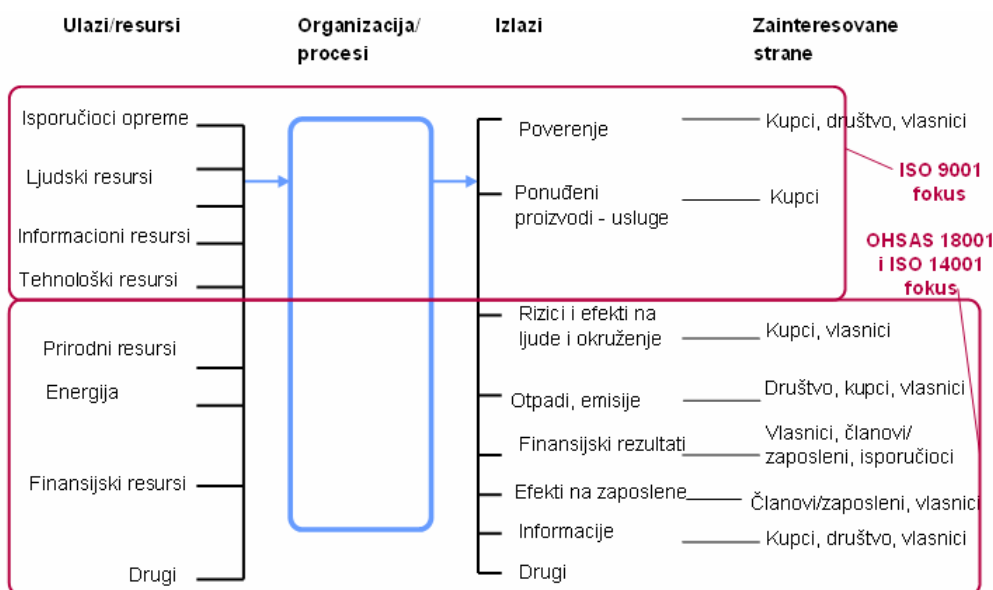 Ulazi/resursi
Organizacija/
procesi
Izlazi
Zainteresovane
strane
Isporučioci opreme
Ljudski resursi
Informacioni resursi
Tehnološki resursi
Prirodni resursi
Energija
Finansijski resursi
Drugi
Poverenje
Ponuđeni
proizvodi - usluge
Rizici i efekti na
ljude i okruženje
Otpadi, emisije
Finansijski rezultati
Efekti na zaposlene
Informacije
Drugi
Kupci, društvo, vlasnici
Kupci
Kupci, vlasnici
Društvo, kupci, vlasnici
Vlasnici, članovi/
zaposleni, isporučioci
Članovi/zaposleni, vlasnici
Kupci, društvo, vlasnici
ISO 9001
fokus
OHSAS 18001
i ISO 14001
fokus